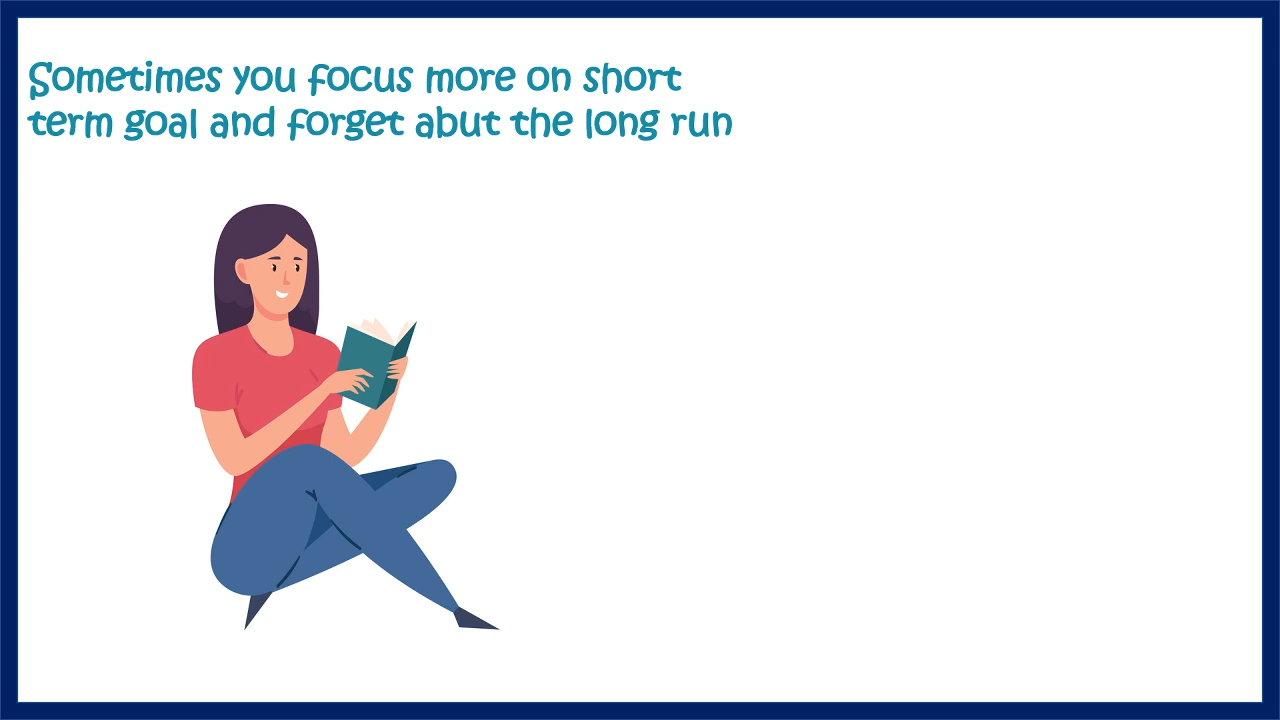 Sometimes you focus more on short
term goal and forget abut the long run